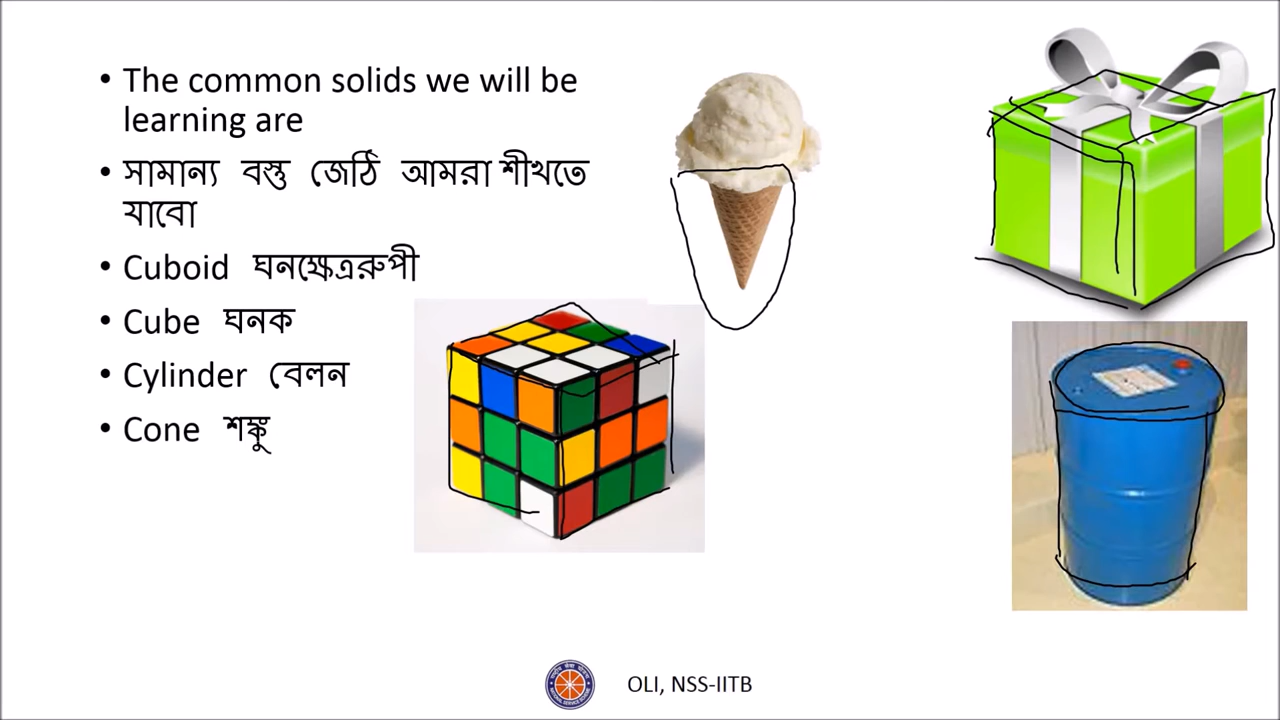 The common solids we will be
learning are
সামান্য বস্তু জেঠি আমরা শীখতে
যাবো
Cuboid ঘনক্ষেত্ররুপী
Cube ঘনক
Cylinder বেলন
Cone শঙ্কু
OLI, NSS-IITB